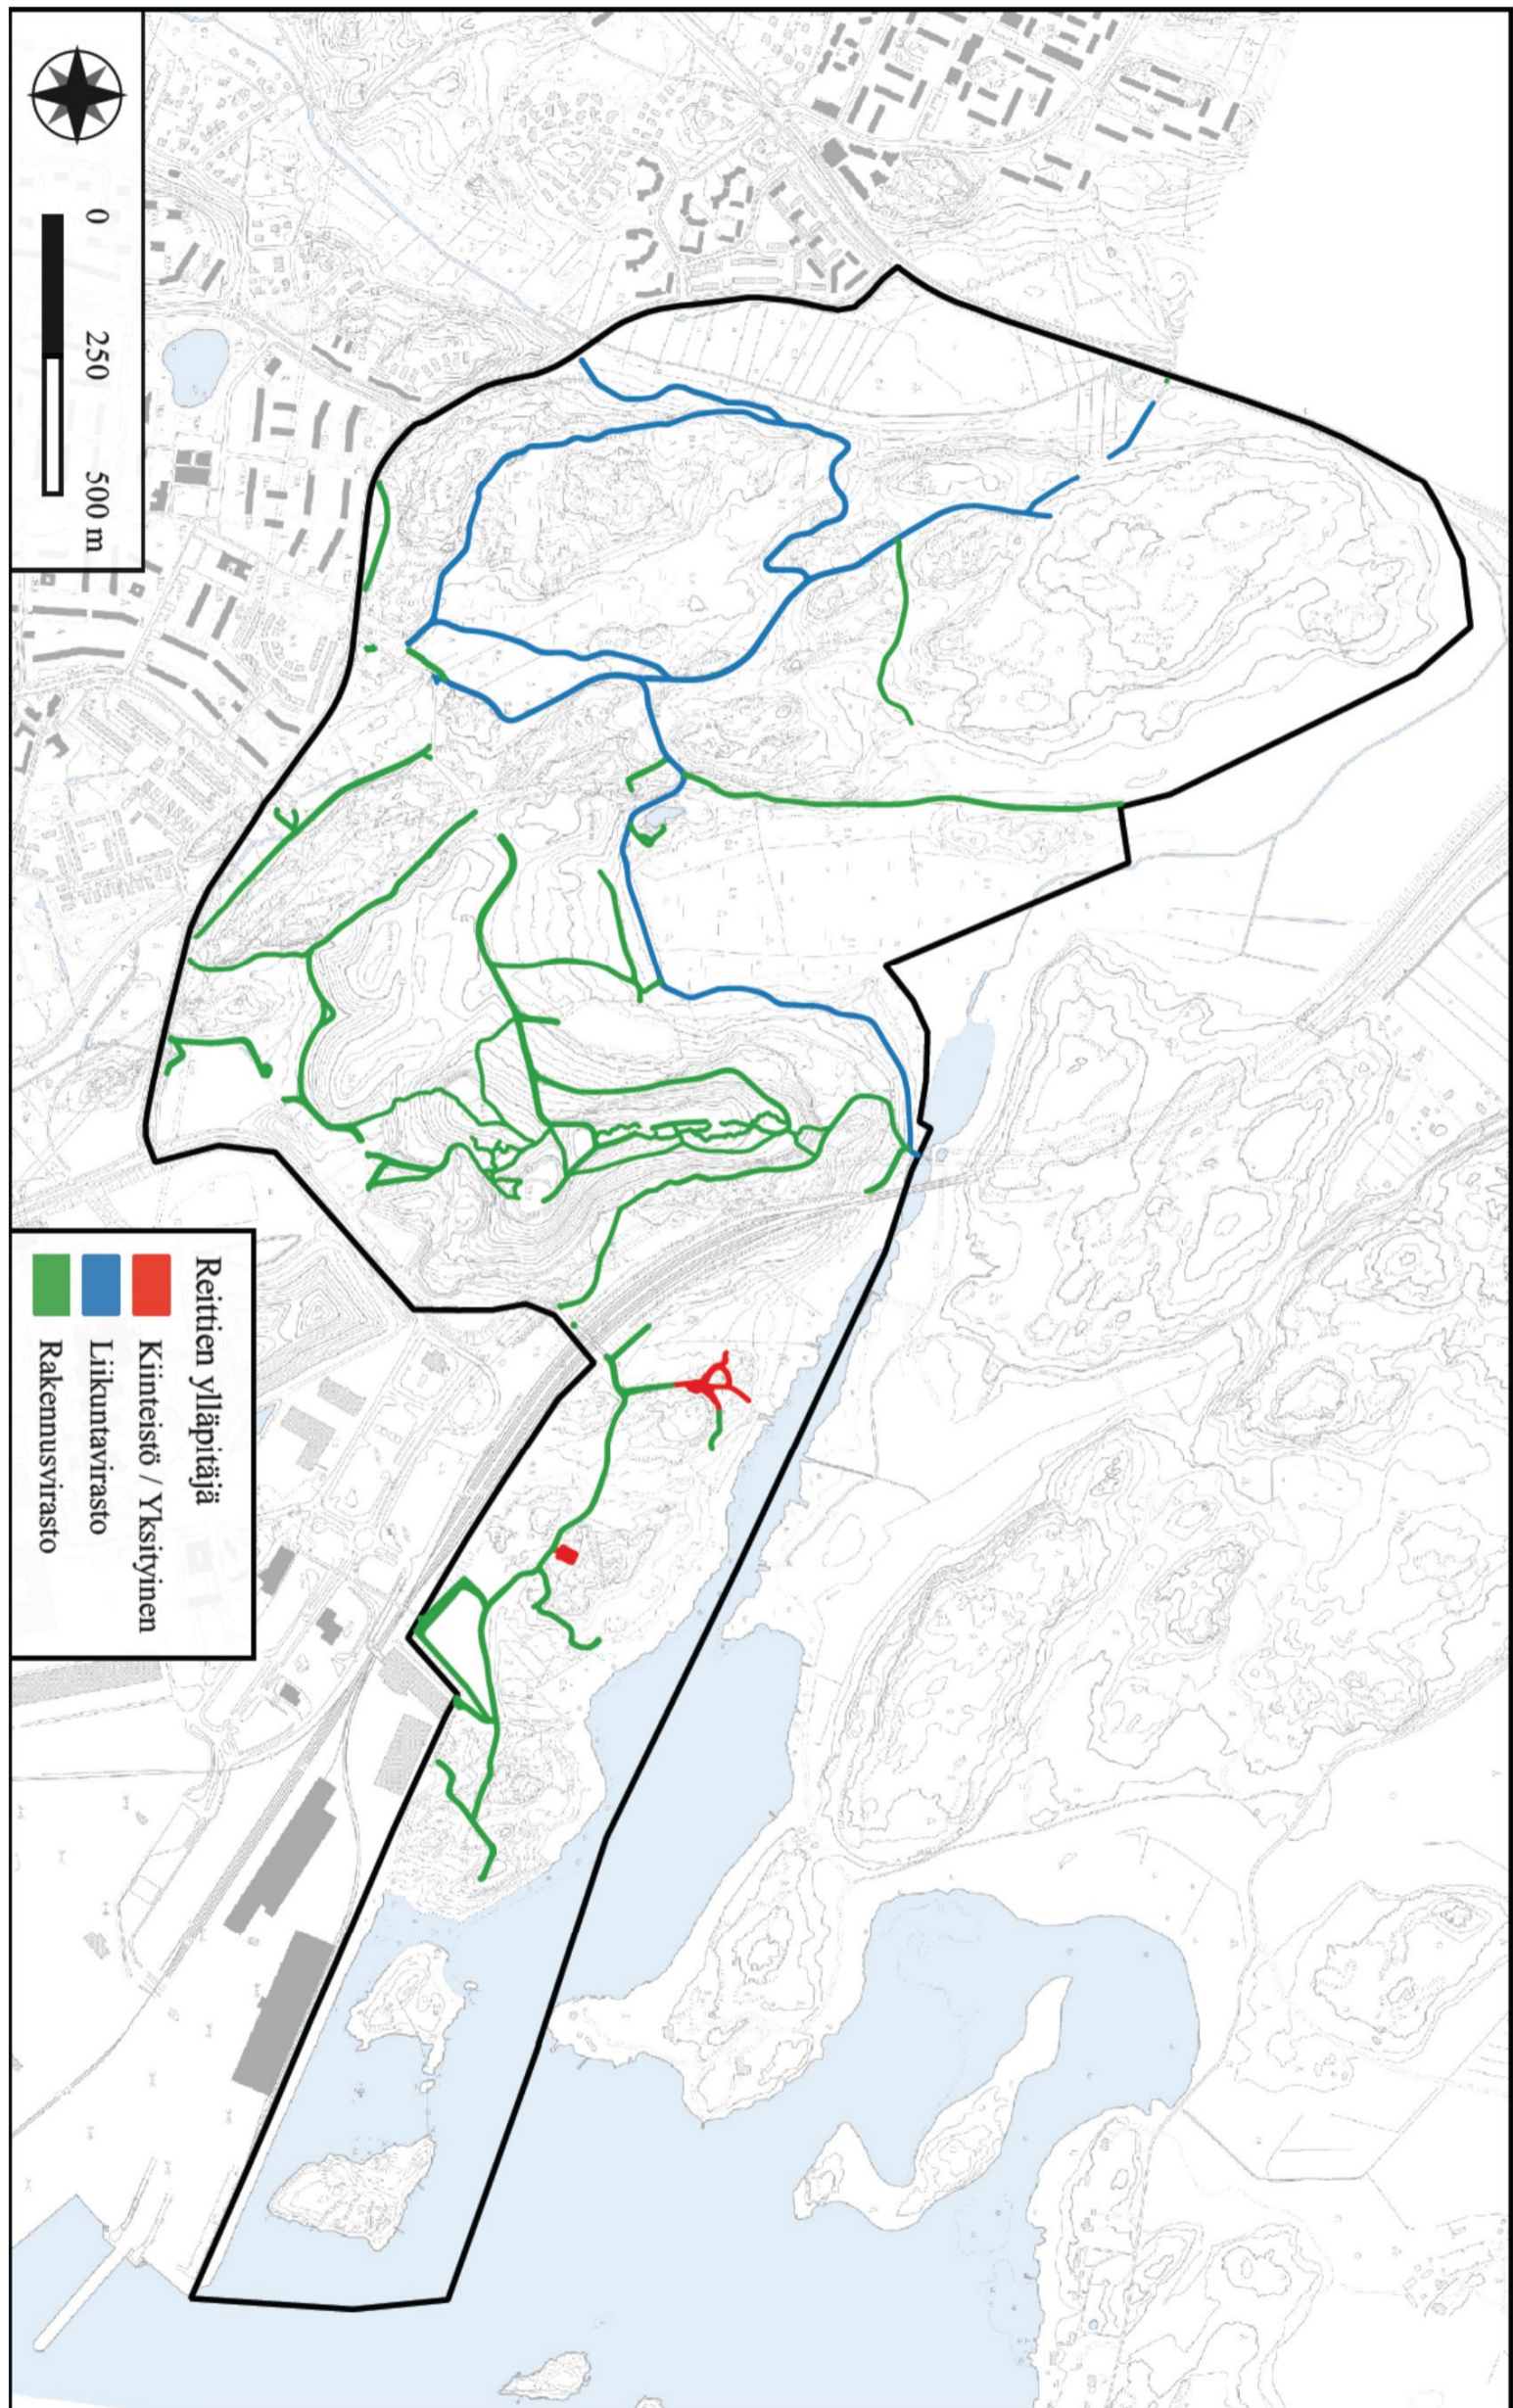 0 250 500 m
Reittien ylläpitäjä
Kiinteistö / Yksityinen
Liikuntavirasto
Rakennusvirasto